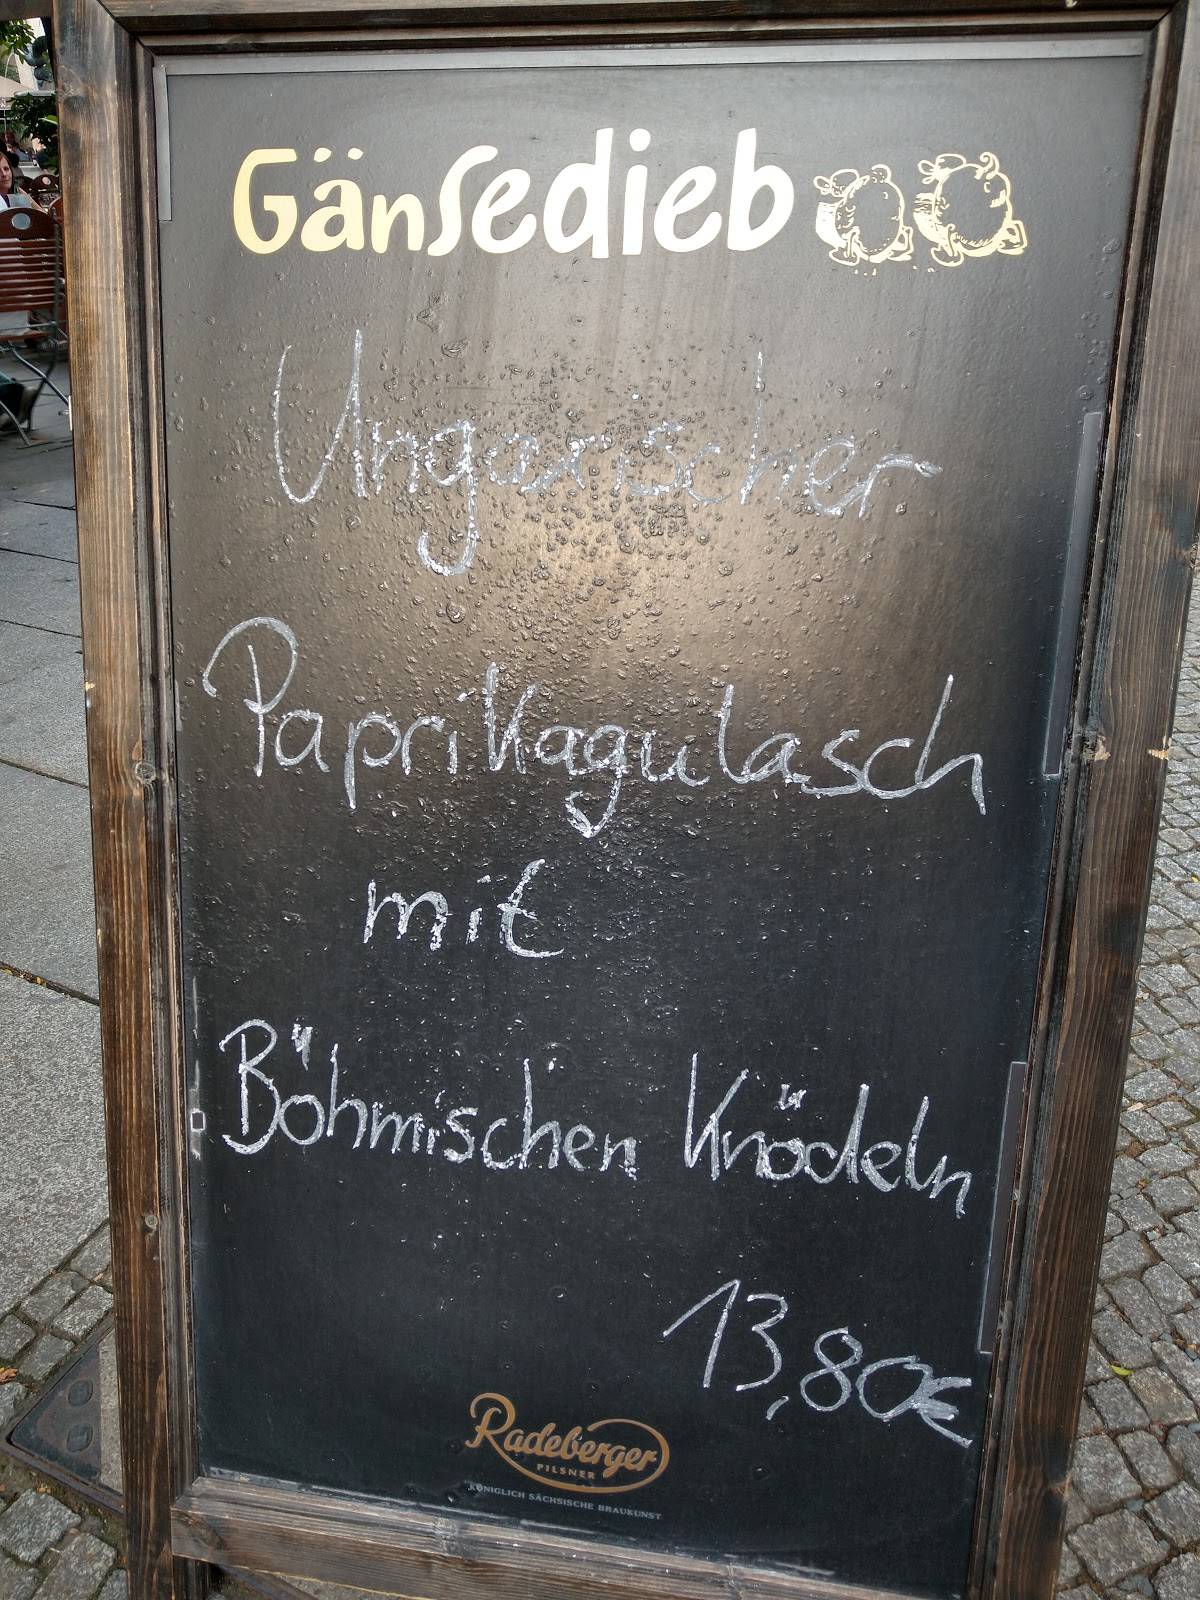 Gänsedieb
Ungarischer
Paprikagulasch
mit
Böhmischen Knödeln
13,80€
Radeberger
PILSNER
KÖNIGLICH SÄCHSISCHE BRAUKUNST